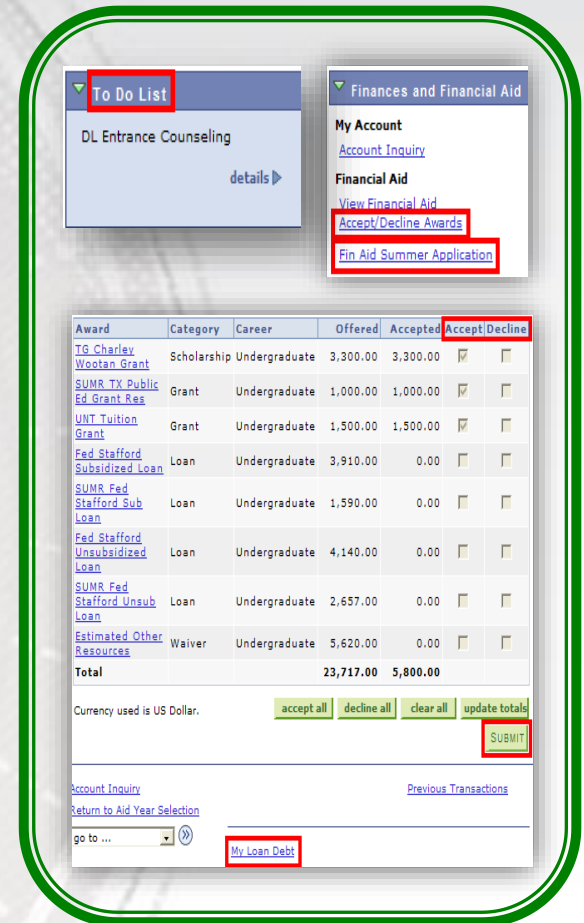 To Do List
DL Entrance Counseling
details
Finances and Financial Aid
My Account
Account Inquiry
Financial Aid
View Financial Aid
Accept/Decline Awards
Fin Aid Summer Application
Award Category Career Offered Accepted Accept Decline
TG Charley
Wootan Grant Scholarship Undergraduate 3,300.00 3,300.00
SUMR TX Public
Ed Grant Res Grant Undergraduate 1,000.00 1,000.00
UNT Tuition
Grant Grant Undergraduate 1,500.00 1,500.00
Fed Stafford
Subsidized Loan Loan Undergraduate 3,910.00 0.00
SUMR Fed
Stafford Sub Loan Undergraduate 1,590.00 0.00
Loan
Fed Stafford
Unsubsidized Loan Undergraduate 4,140.00 0.00
Loan
SUMR Fed
Stafford Unsub Loan Undergraduate 2,657.00 0.00
Loan
Estimated Other
Resources Waiver Undergraduate 5,620.00 0.00
Total 23,717.00 5,800.00
Currency used is US Dollar. accept all decline all clear all update totals
SUBMIT
Account Inquiry Previous Transactions
Return to Aid Year Selection
go to ...
My Loan Debt